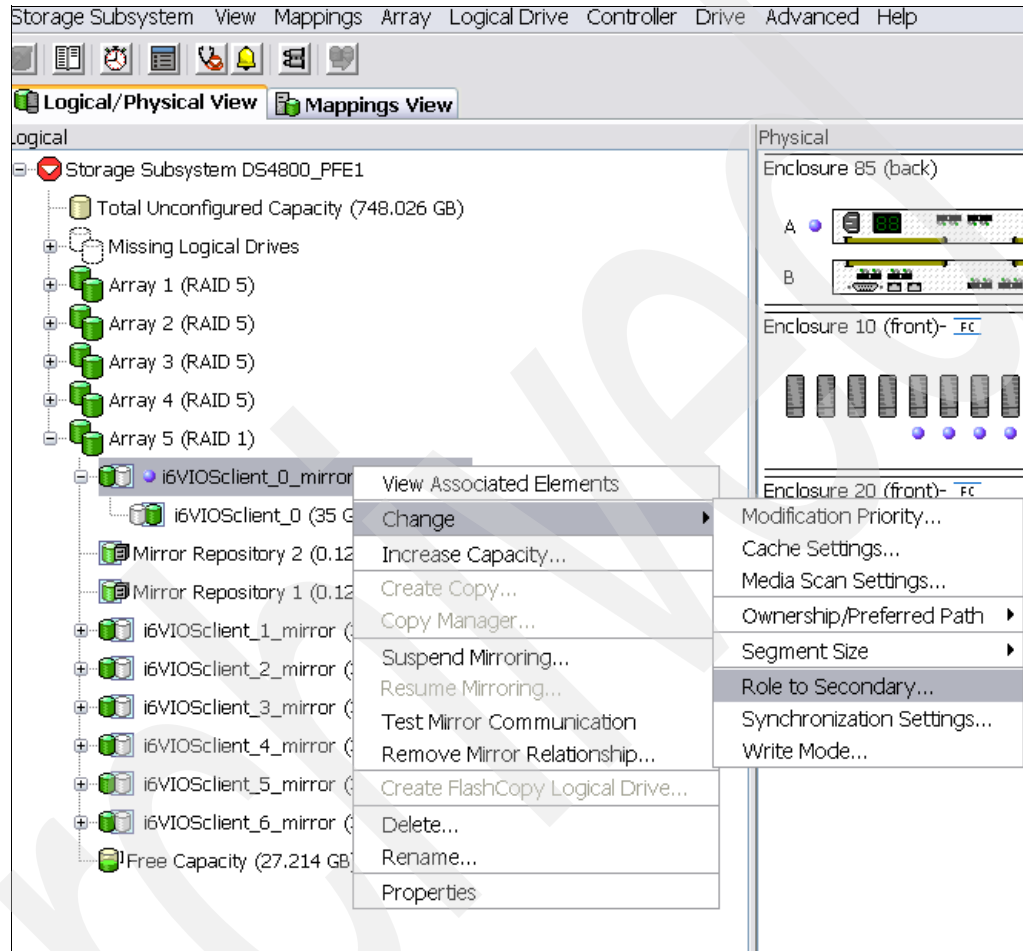 Storage Subsystem View Mappings Array Logical Drive Controller Drive Advanced Help
Logical/Physical View Mappings View
Logical
Storage Subsystem DS4800_PFE1
Total Unconfigured Capacity (748.026 GB)
Missing Logical Drives
Array 1 (RAID 5)
Array 2 (RAID 5)
Array 3 (RAID 5)
Array 4 (RAID 5)
Array 5 (RAID 1)
i6VIOSclient_0_mirror
i6VIOSclient_0 (35 G
Mirror Repository 2 (0.12
Mirror Repository 1 (0.12
i6VIOSclient_1_mirror (
i6VIOSclient_2_mirror (
i6VIOSclient_3_mirror (
i6VIOSclient_4_mirror (
i6VIOSclient_5_mirror (
i6VIOSclient_6_mirror (
Free Capacity (27.214 GB)
View Associated Elements
Change
Increase Capacity...
Create Copy...
Copy Manager...
Suspend Mirroring...
Resume Mirroring...
Test Mirror Communication
Remove Mirror Relationship...
Create FlashCopy Logical Drive...
Delete...
Rename...
Properties
Modification Priority...
Cache Settings...
Media Scan Settings...
Ownership/Preferred Path
Segment Size
Role to Secondary...
Synchronization Settings...
Write Mode...
Physical
Enclosure 85 (back)
A
88
B
Enclosure 10 (front)- FC
Enclosure 20 (front)- FC